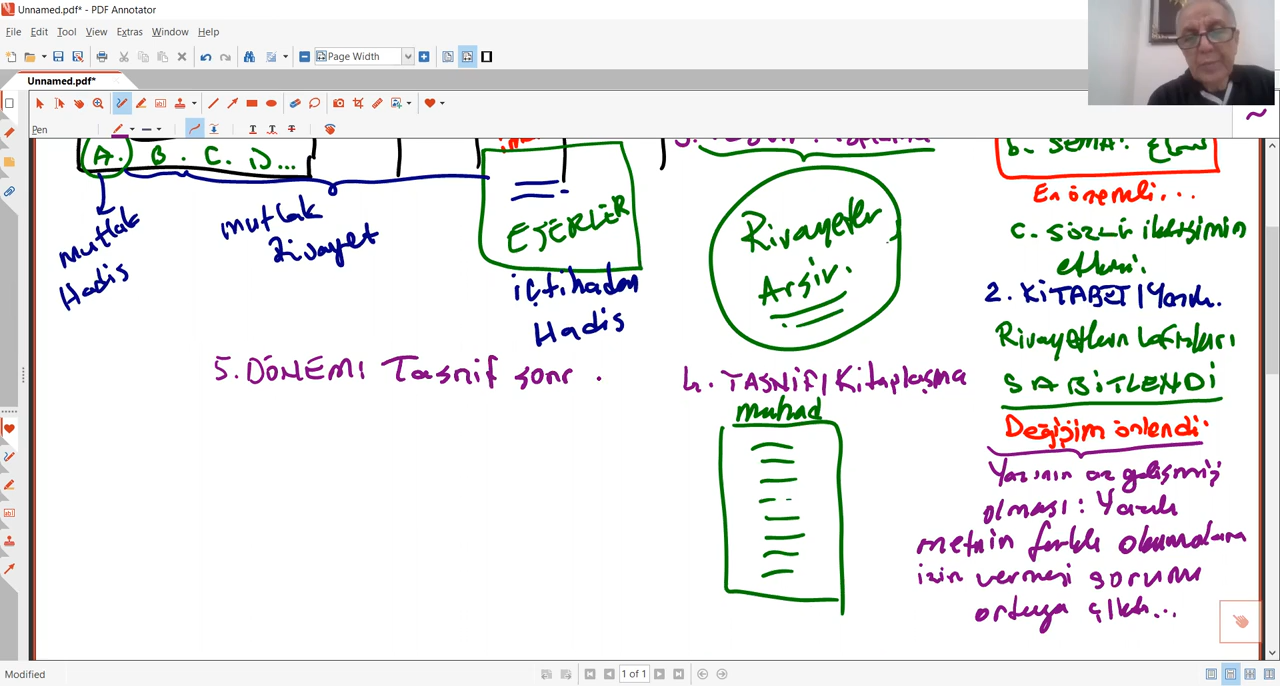 Unnamed.pdf* - PDF Annotator
File Edit Tool View Extras Window Help
Page Width
Unnamed.pdf*
Pen
A. B. C. D...
mutlak
Hadis
mutlak
Rivayet
ESERLER
içtihaden
Hadis
Rivayetler
Arşiv.
b. SEMA. سماع
En önemli...
c. SÖZLÜ iletişimin
etkisi.
2. KİTABET / Yazılı.
Rivayetlerin lafızları
SABİTLENDİ
Değişim önlendi.
Yazının az gelişmiş
olması: Yazılı
metnin farklı okumalara
izin vermesi sorunu
ortaya çıktı...
5. DÖNEMİ Tasnif sonr.
4. TASNİF / Kitaplaşma
muhad
Modified
1 of 1